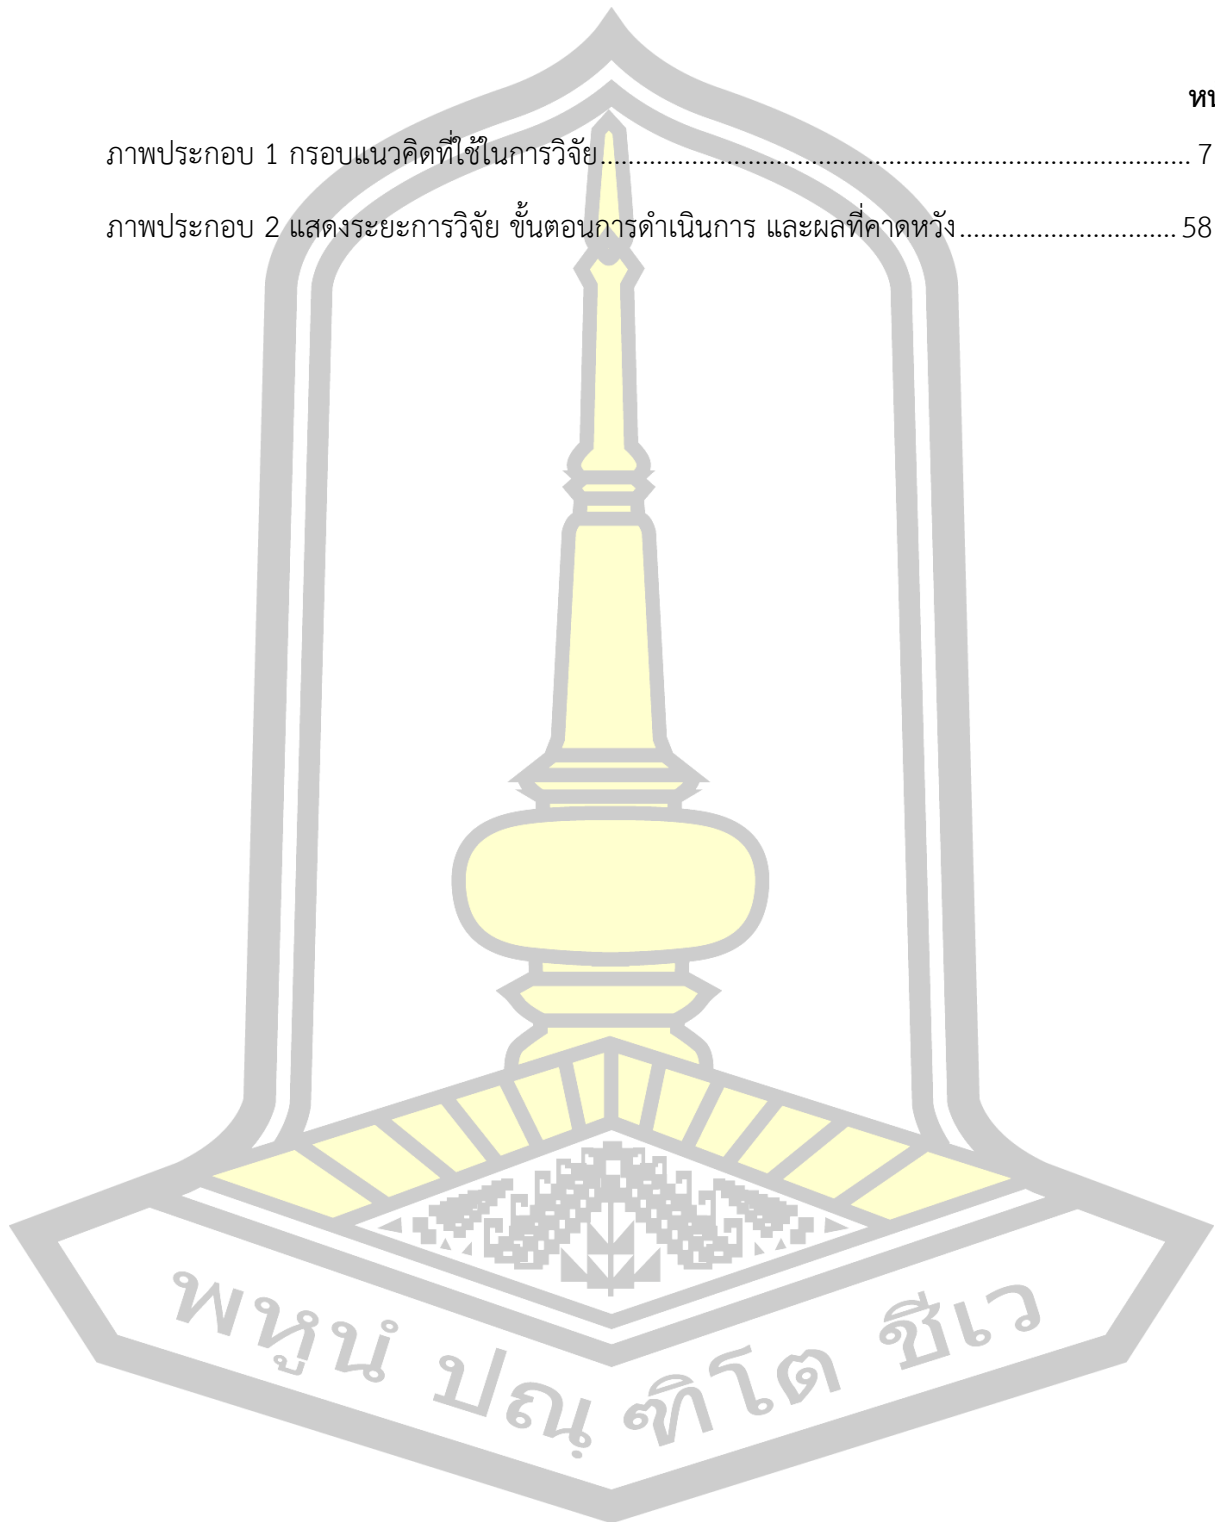 ภาพประกอบ 1 กรอบแนวคิดที่ใช้ในการวิจัย.................................................................................... 7
ภาพประกอบ 2 แสดงระยะการวิจัย ขั้นตอนการดำเนินการ และผลที่คาดหวัง............................... 58
พหูนํ ปณฺฑิโต ชีเว